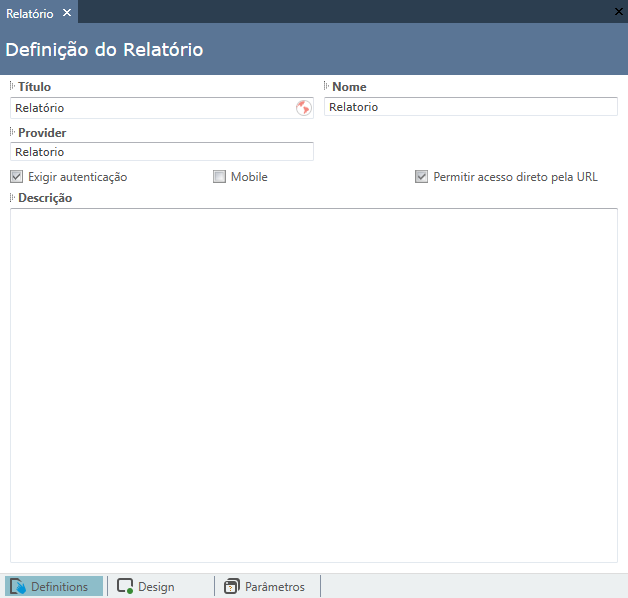 Relatório
Definição do Relatório
Título Nome
Relatório Relatorio
Provider
Relatorio
Exigir autenticação Mobile Permitir acesso direto pela URL
Descrição
Definitions Design Parâmetros